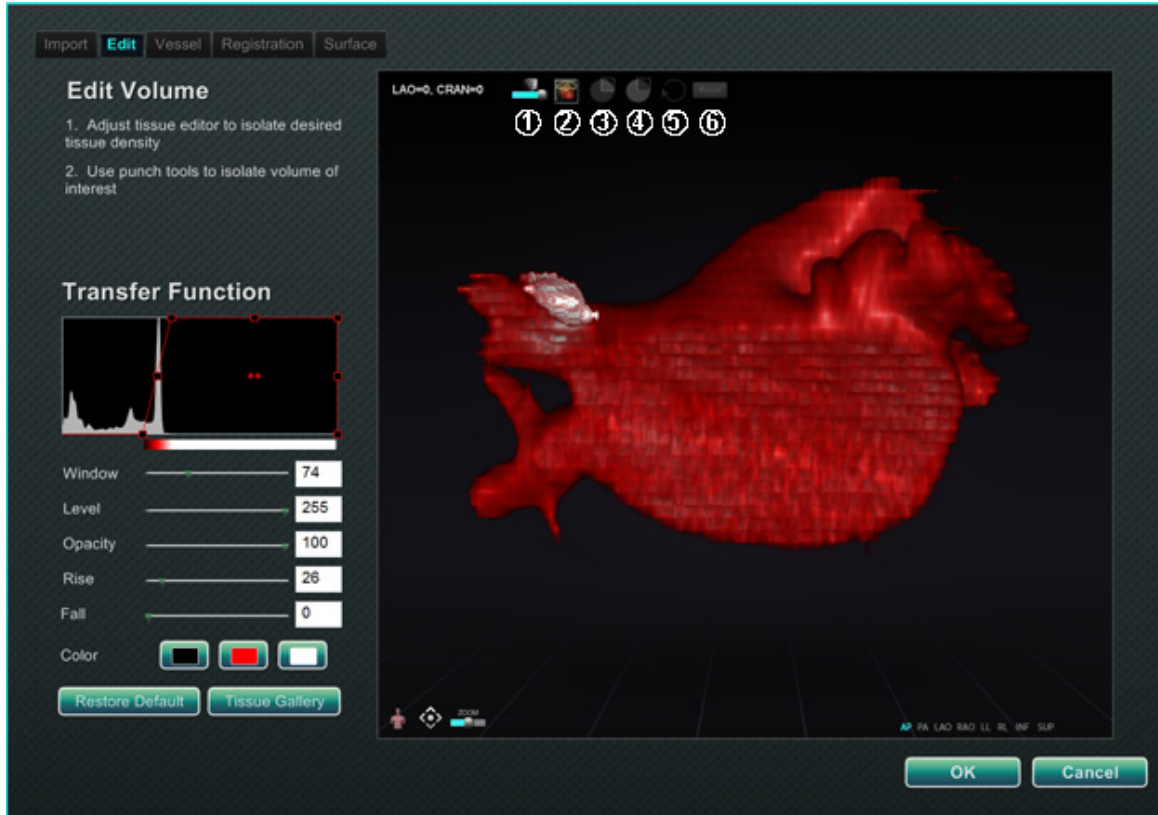 Import Edit Vessel Registration Surface
Edit Volume
1. Adjust tissue editor to isolate desired
tissue density
2. Use punch tools to isolate volume of
interest
Transfer Function
Window 74
Level 255
Opacity 100
Rise 26
Fall 0
Color
Restore Default Tissue Gallery
LAO=0, CRAN=0
① ② ③ ④ ⑤ ⑥
ZOOM
AP PA LAO RAO LL RL INF SUP
OK Cancel